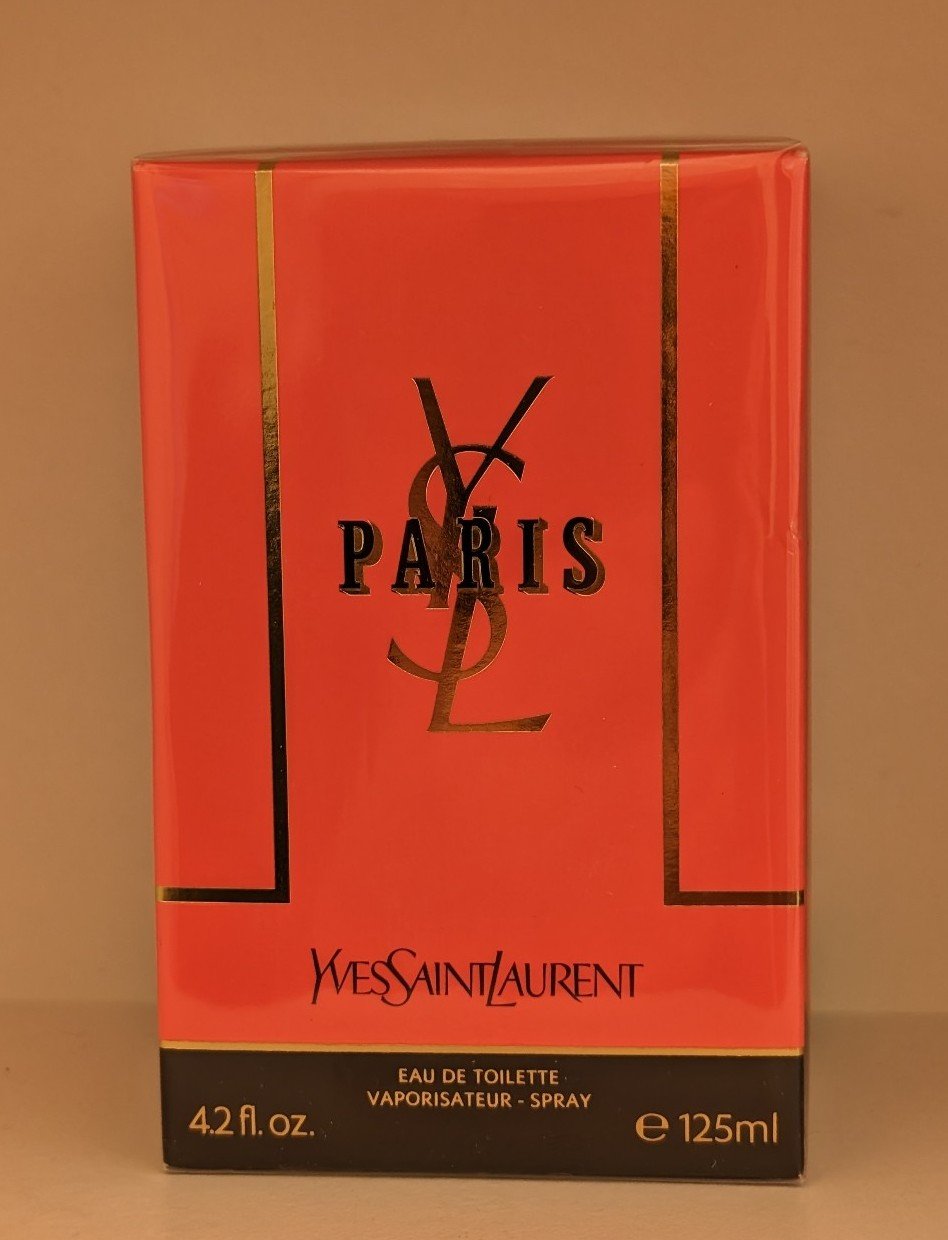 YSL
PARIS
YVESSAINTLAURENT
EAU DE TOILETTE
VAPORISATEUR - SPRAY
4.2 fl. oz.
℮ 125ml